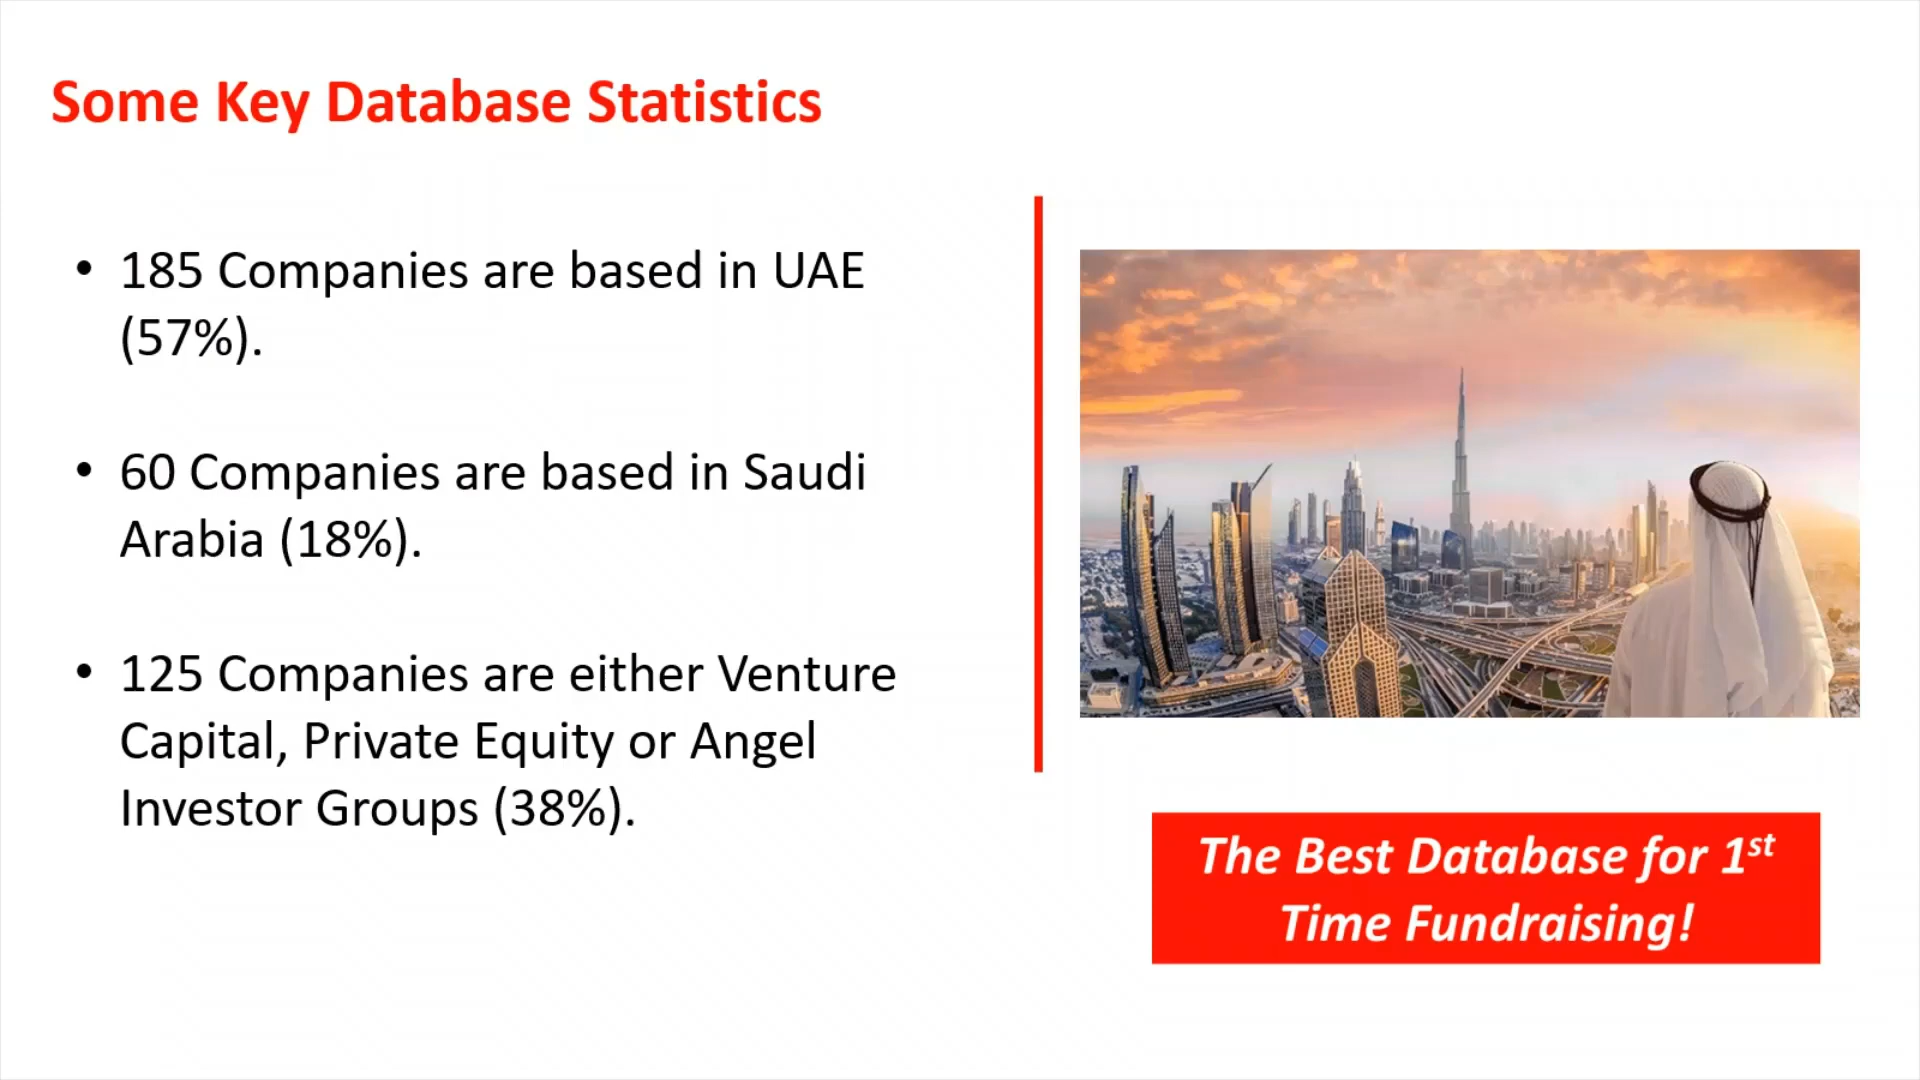 Some Key Database Statistics
• 185 Companies are based in UAE
(57%).
• 60 Companies are based in Saudi
Arabia (18%).
• 125 Companies are either Venture
Capital, Private Equity or Angel
Investor Groups (38%).
The Best Database for 1st
Time Fundraising!